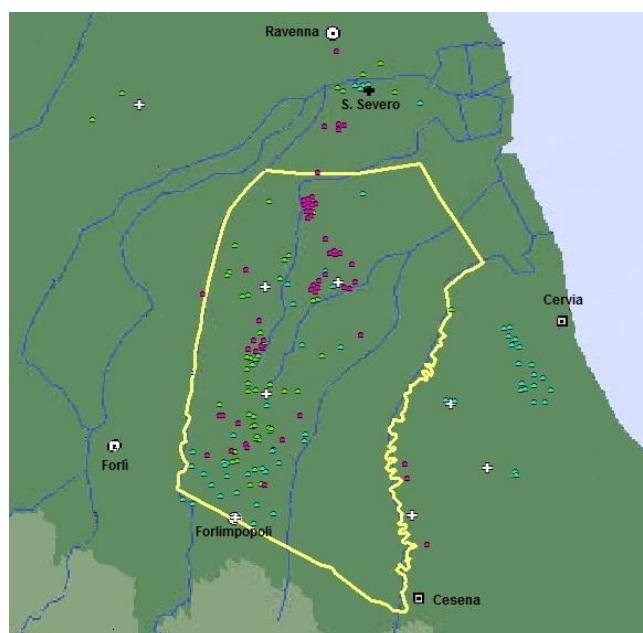 Ravenna
S. Severo
Cervia
Forlì
Forlimpopoli
Cesena